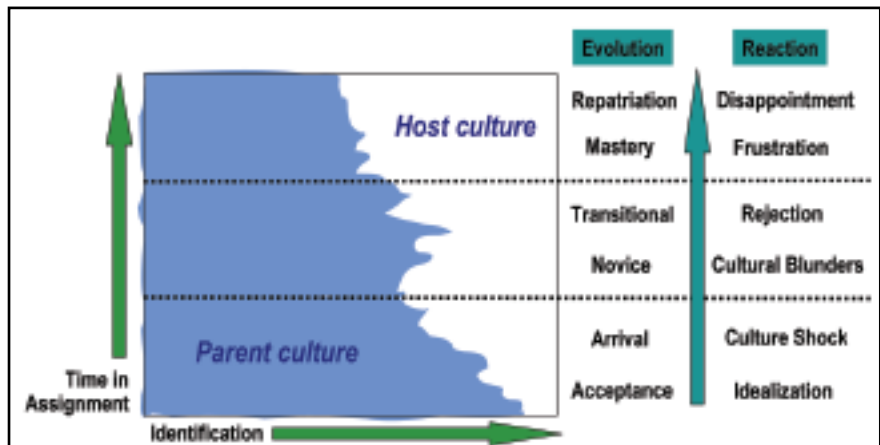 Evolution Reaction
Repatriation Disappointment
Host culture
Mastery Frustration
Transitional Rejection
Novice Cultural Blunders
Parent culture
Arrival Culture Shock
Time in
Assignment
Acceptance Idealization
Identification